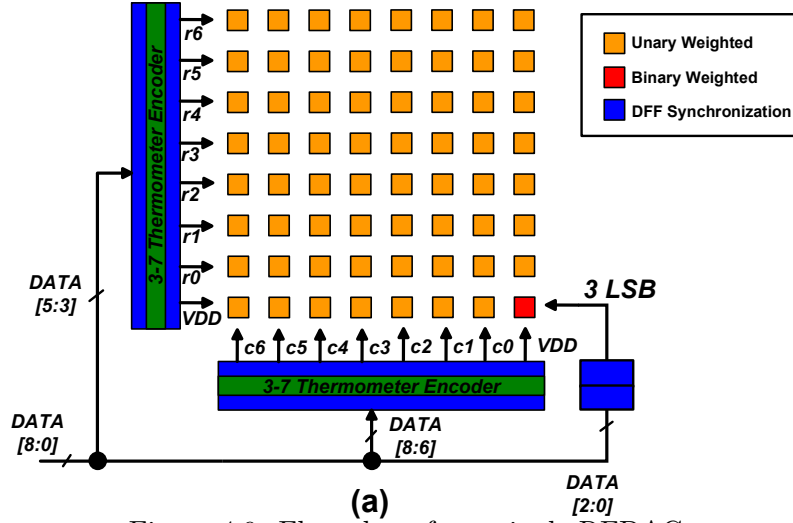 r6
r5
r4
r3
r2
r1
r0
VDD
3-7 Thermometer Encoder
Unary Weighted
Binary Weighted
DFF Synchronization
DATA
[5:3]
3 LSB
c6
c5
c4
c3
c2
c1
c0
VDD
3-7 Thermometer Encoder
DATA
[8:0]
DATA
[8:6]
DATA
[2:0]
(a)